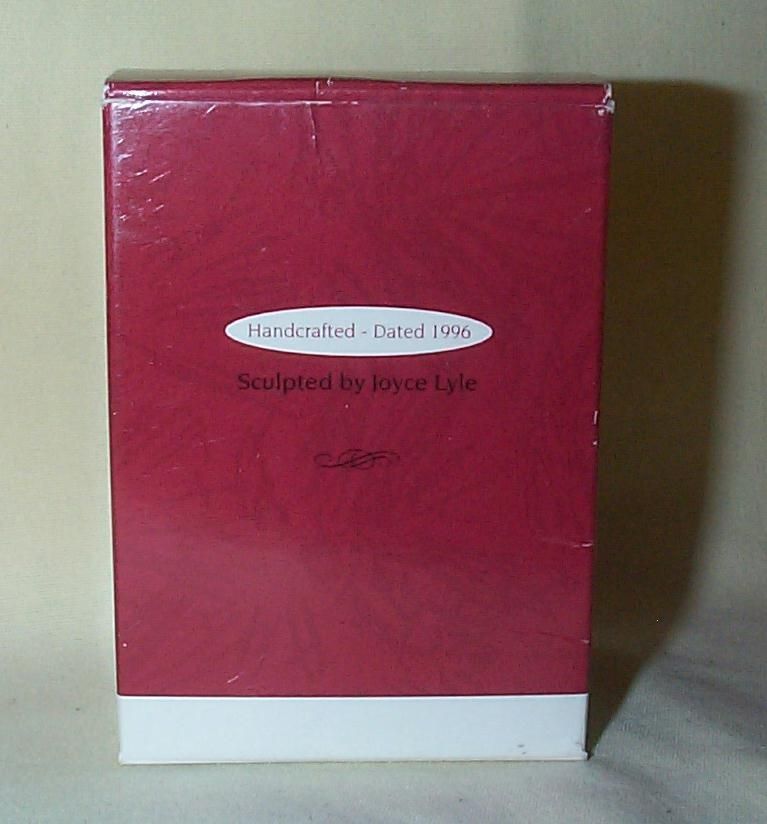 Handcrafted - Dated 1996
Sculpted by Joyce Lyle